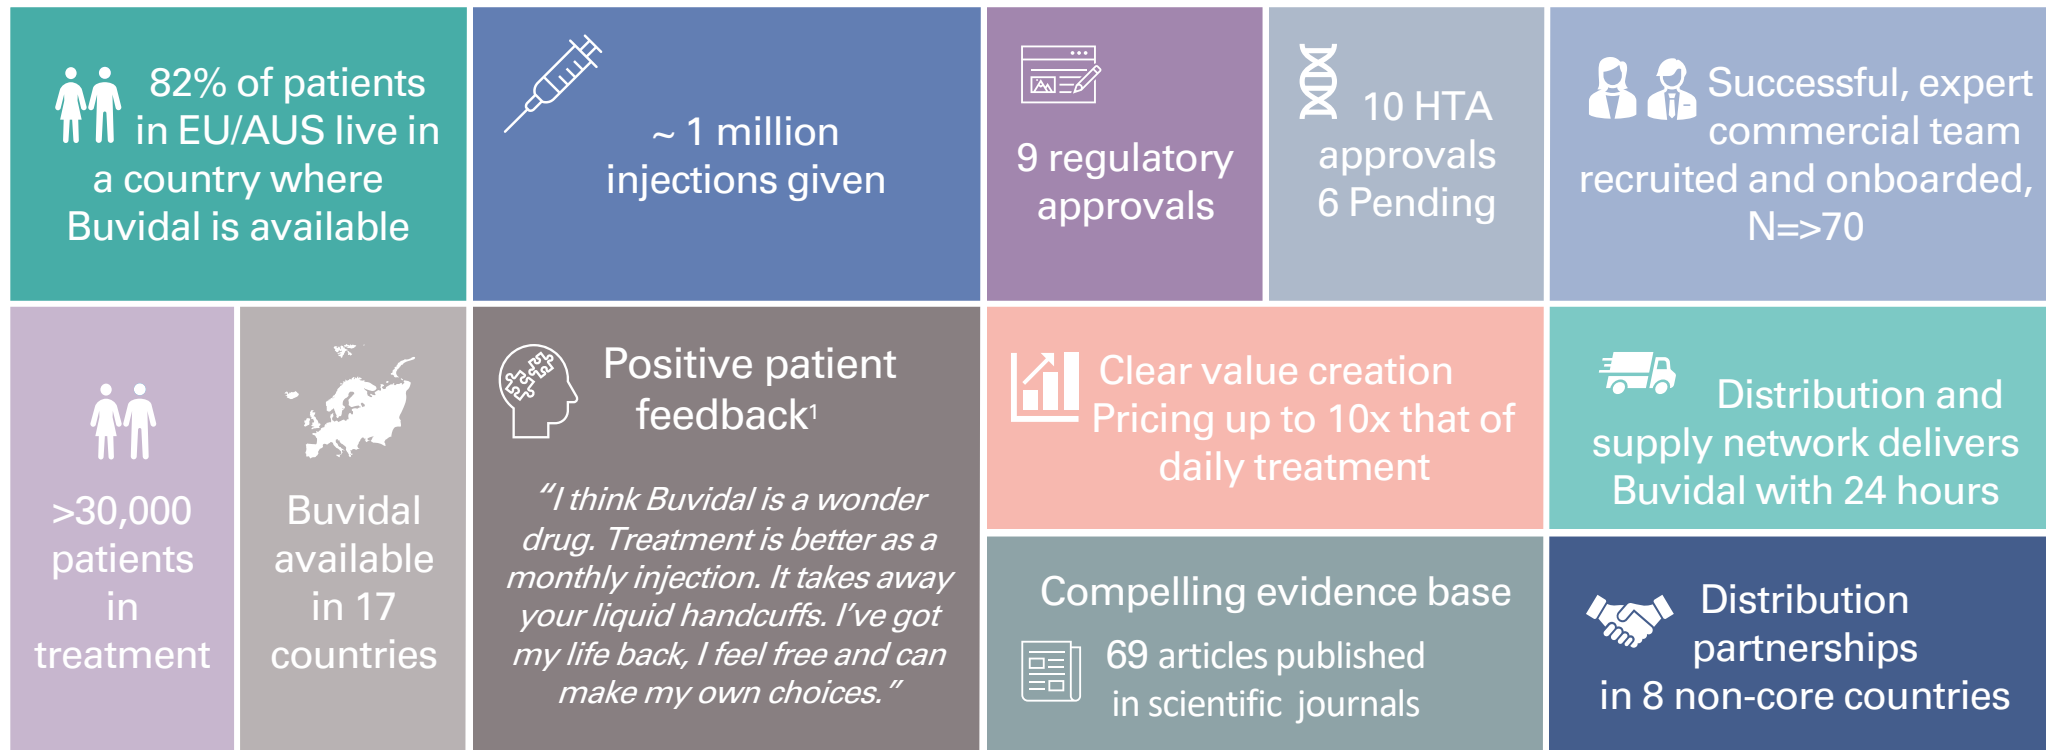 82% of patients
in EU/AUS live in
a country where
Buvidal is available
~ 1 million
injections given
9 regulatory
approvals
10 HTA
approvals
6 Pending
Successful, expert
commercial team
recruited and onboarded,
N=>70
>30,000
patients
in
treatment
Buvidal
available
in 17
countries
Positive patient
feedback¹
“I think Buvidal is a wonder
drug. Treatment is better as a
monthly injection. It takes away
your liquid handcuffs. I’ve got
my life back, I feel free and can
make my own choices.”
Clear value creation
Pricing up to 10x that of
daily treatment
Compelling evidence base
69 articles published
in scientific journals
Distribution and
supply network delivers
Buvidal with 24 hours
Distribution
partnerships
in 8 non-core countries